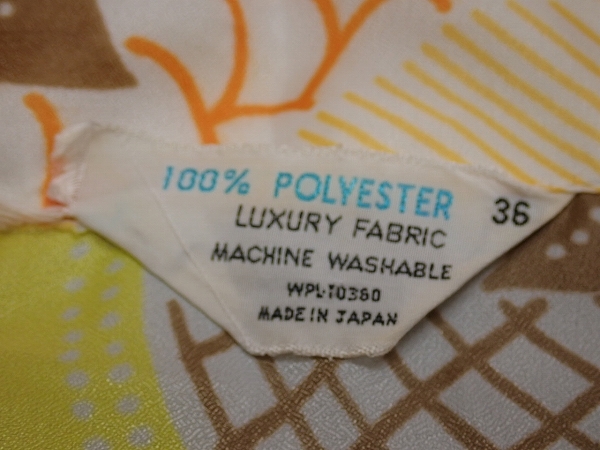 100% POLYESTER 36
LUXURY FABRIC
MACHINE WASHABLE
WPL-10360
MADE IN JAPAN